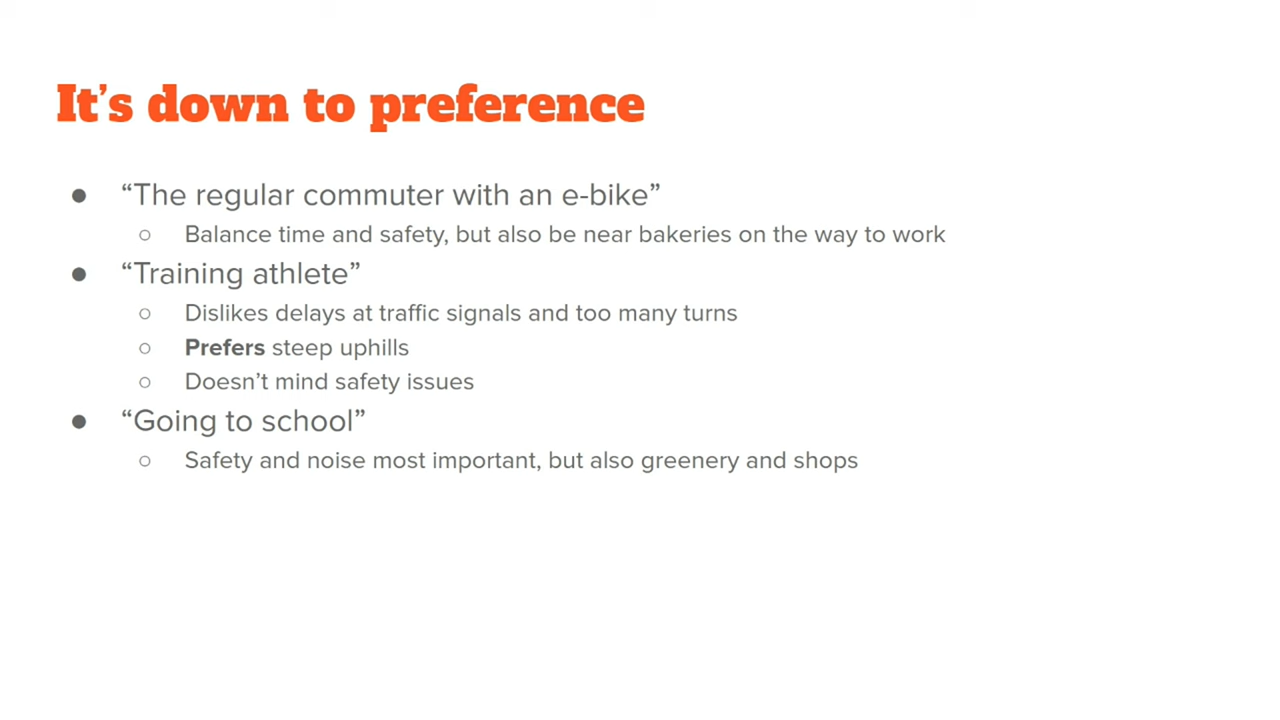 It’s down to preference
● “The regular commuter with an e-bike”
○ Balance time and safety, but also be near bakeries on the way to work
● “Training athlete”
○ Dislikes delays at traffic signals and too many turns
○ Prefers steep uphills
○ Doesn’t mind safety issues
● “Going to school”
○ Safety and noise most important, but also greenery and shops